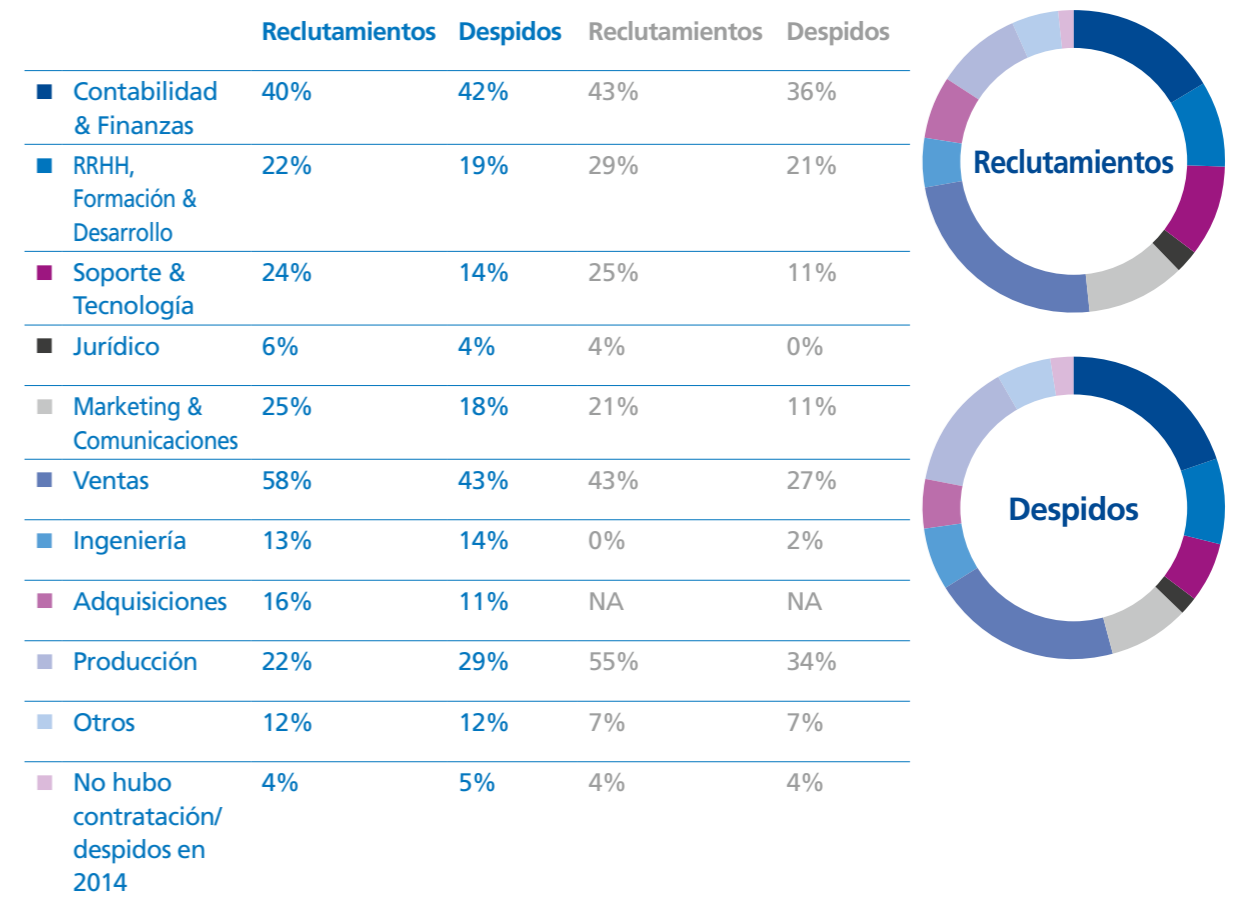 Reclutamientos Despidos Reclutamientos Despidos
Contabilidad 40% 42% 43% 36%
& Finanzas
RRHH, 22% 19% 29% 21%
Formación &
Desarrollo
Soporte & 24% 14% 25% 11%
Tecnología
Jurídico 6% 4% 4% 0%
Marketing & 25% 18% 21% 11%
Comunicaciones
Ventas 58% 43% 43% 27%
Ingeniería 13% 14% 0% 2%
Adquisiciones 16% 11% NA NA
Producción 22% 29% 55% 34%
Otros 12% 12% 7% 7%
No hubo 4% 5% 4% 4%
contratación/
despidos en
2014
Reclutamientos
Despidos